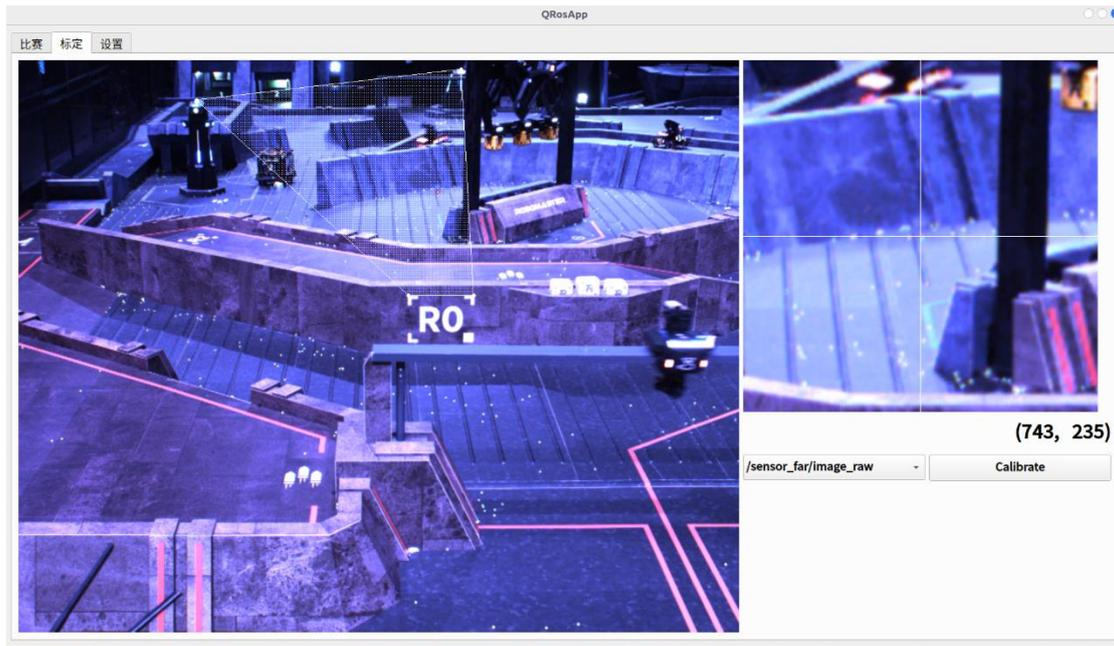 QRosApp
比赛 标定 设置
ROBOMASTER
R0
(743, 235)
/sensor_far/image_raw Calibrate